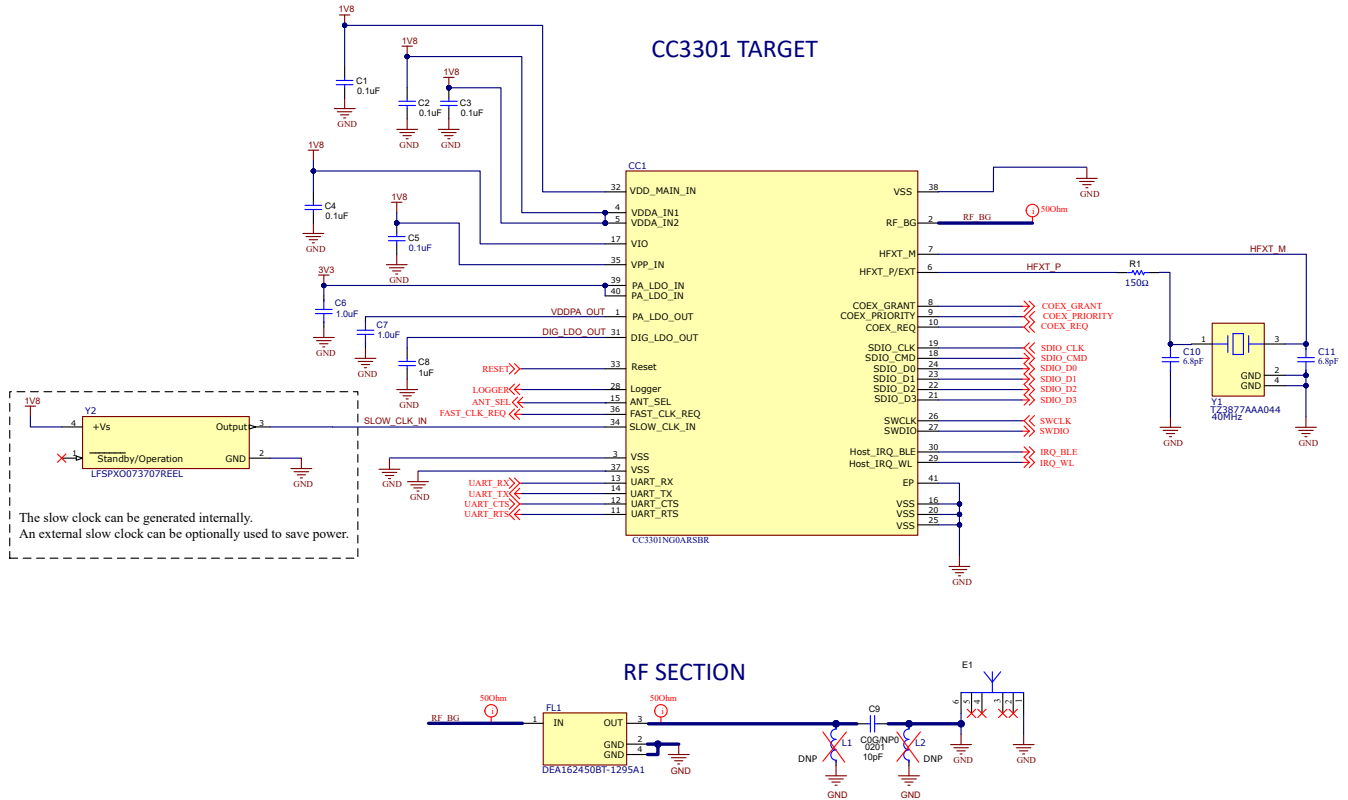 CC3301 TARGET
1V8
C1
0.1uF
GND
1V8
C2
0.1uF
GND
1V8
C3
0.1uF
GND
1V8
C4
0.1uF
GND
1V8
C5
0.1uF
GND
3V3
C6
1.0uF
GND
VDDPA_OUT
C7
1.0uF
GND
DIG_LDO_OUT
C8
1uF
GND
RESET
LOGGER
ANT_SEL
FAST_CLK_REQ
SLOW_CLK_IN
GND
GND
UART_RX
UART_TX
UART_CTS
UART_RTS
1V8
Y2
4 +Vs
Output 3
1 Standby/Operation
GND 2
LFSPXO073707REEL
GND
The slow clock can be generated internally.
An external slow clock can be optionally used to save power.
CC1
32 VDD_MAIN_IN
4 VDDA_IN1
5 VDDA_IN2
17 VIO
35 VPP_IN
39 PA_LDO_IN
40 PA_LDO_IN
1 PA_LDO_OUT
31 DIG_LDO_OUT
33 Reset
28 Logger
15 ANT_SEL
36 FAST_CLK_REQ
34 SLOW_CLK_IN
3 VSS
37 VSS
13 UART_RX
14 UART_TX
12 UART_CTS
11 UART_RTS
CC3301NG0ARSBR
VSS 38
RF_BG 2
HFXT_M 7
HFXT_P/EXT 6
COEX_GRANT 8
COEX_PRIORITY 9
COEX_REQ 10
SDIO_CLK 19
SDIO_CMD 18
SDIO_D0 24
SDIO_D1 23
SDIO_D2 22
SDIO_D3 21
SWCLK 26
SWDIO 27
Host_IRQ_BLE 30
Host_IRQ_WL 29
EP 41
VSS 16
VSS 20
VSS 25
GND
GND
RF_BG
i 50Ohm
HFXT_M
HFXT_P
R1
150Ω
COEX_GRANT
COEX_PRIORITY
COEX_REQ
SDIO_CLK
SDIO_CMD
SDIO_D0
SDIO_D1
SDIO_D2
SDIO_D3
SWCLK
SWDIO
IRQ_BLE
IRQ_WL
C10
6.8pF
GND
1
3
GND 2
GND 4
Y1
TZ3877AAA044
40MHz
C11
6.8pF
GND
RF SECTION
RF_BG
50Ohm
i
FL1
1 IN
OUT 3
GND 2
GND 4
DEA162450BT-1295A1
50Ohm
i
GND
L1
DNP
GND
C9
C0G/NP0
0201
10pF
L2
DNP
GND
E1
6 5 4 3 2 1
GND
GND